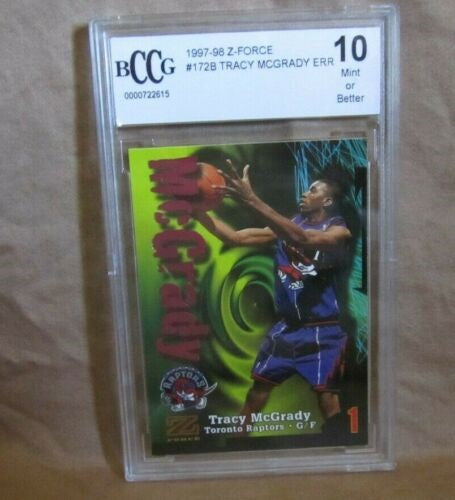 BCCG
0000722615
1997-98 Z-FORCE
#172B TRACY MCGRADY ERR
10
Mint
or
Better
McGrady
1
RAPTORS
Z
FORCE
Tracy McGrady
Toronto Raptors · G/F
1